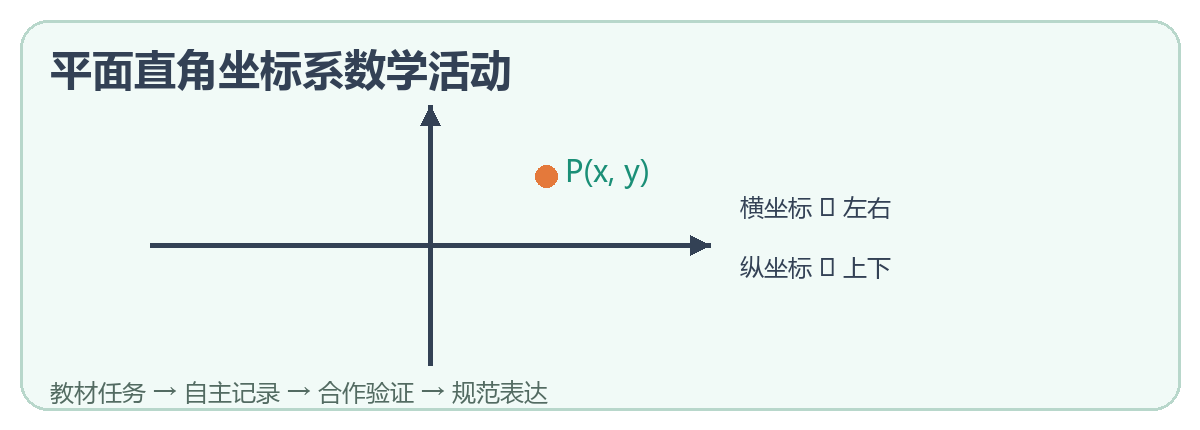 平面直角坐标系数学活动
P(x, y)
横坐标 □ 左右
纵坐标 □ 上下
教材任务 → 自主记录 → 合作验证 → 规范表达